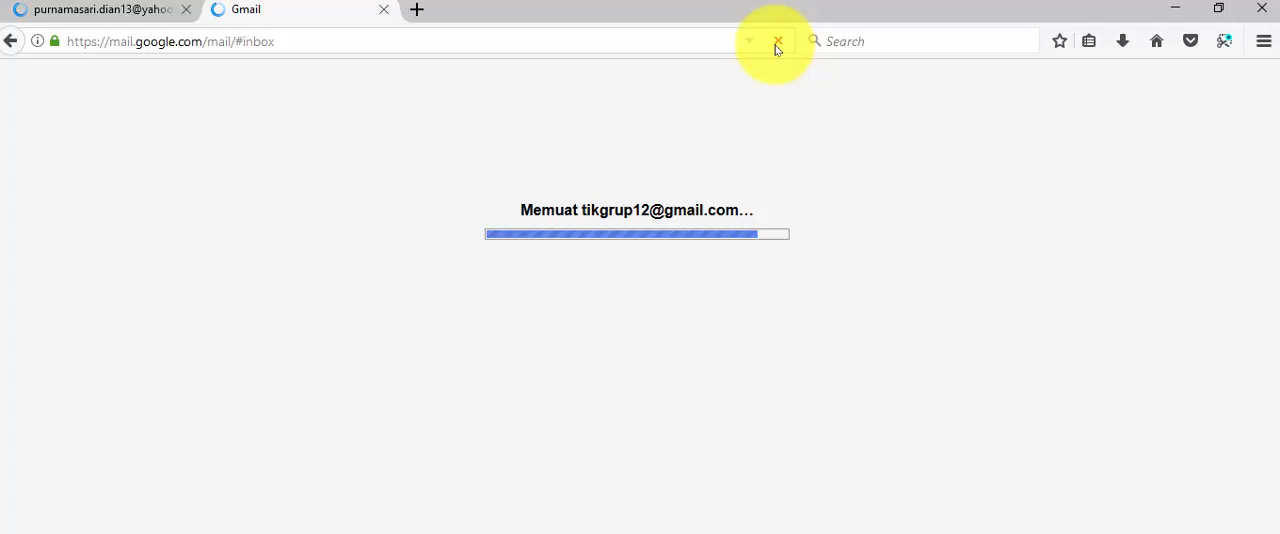 purnamasari.dian13@yahoo
Gmail
https://mail.google.com/mail/#inbox
Search
Memuat tikgrup12@gmail.com…